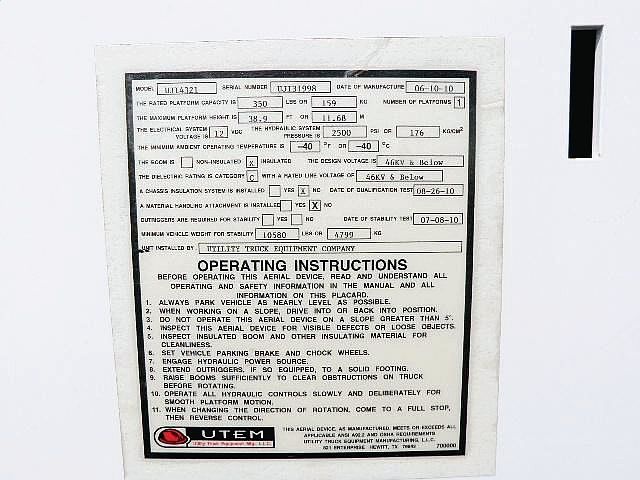 MODEL UJ14321 SERIAL NUMBER UJ131998 DATE OF MANUFACTURE 06-10-10
THE RATED PLATFORM CAPACITY IS 350 LBS OR 159 KG NUMBER OF PLATFORMS 1
THE MAXIMUM PLATFORM HEIGHT IS 38.9 FT OR 11.68 M
THE ELECTRICAL SYSTEM VOLTAGE IS 12 VDC THE HYDRAULIC SYSTEM PRESSURE IS 2500 PSI OR 176 KG/CM²
THE MINIMUM AMBIENT OPERATING TEMPERATURE IS -40 °F OR -40 °C
THE BOOM IS NON-INSULATED X INSULATED THE DESIGN VOLTAGE IS 46KV & Below
THE DIELECTRIC RATING IS CATEGORY C WITH A RATED LINE VOLTAGE OF 46KV & Below
A CHASSIS INSULATION SYSTEM IS INSTALLED YES X NO DATE OF QUALIFICATION TEST 08-26-10
A MATERIAL HANDLING ATTACHMENT IS INSTALLED YES X NO
OUTRIGGERS ARE REQUIRED FOR STABILITY YES NO DATE OF STABILITY TEST 07-08-10
MINIMUM VEHICLE WEIGHT FOR STABILITY 10580 LBS OR 4799 KG
UNIT INSTALLED BY UTILITY TRUCK EQUIPMENT COMPANY
OPERATING INSTRUCTIONS
BEFORE OPERATING THIS AERIAL DEVICE, READ AND UNDERSTAND ALL
OPERATING AND SAFETY INFORMATION IN THE MANUAL AND ALL
INFORMATION ON THIS PLACARD.
1. ALWAYS PARK VEHICLE AS NEARLY LEVEL AS POSSIBLE.
2. WHEN WORKING ON A SLOPE, DRIVE INTO OR BACK INTO POSITION.
3. DO NOT OPERATE THIS AERIAL DEVICE ON A SLOPE GREATER THAN 5°.
4. INSPECT THIS AERIAL DEVICE FOR VISIBLE DEFECTS OR LOOSE OBJECTS.
5. INSPECT INSULATED BOOM AND OTHER INSULATING MATERIAL FOR
CLEANLINESS.
6. SET VEHICLE PARKING BRAKE AND CHOCK WHEELS.
7. ENGAGE HYDRAULIC POWER SOURCE.
8. EXTEND OUTRIGGERS, IF SO EQUIPPED, TO A SOLID FOOTING.
9. RAISE BOOMS SUFFICIENTLY TO CLEAR OBSTRUCTIONS ON TRUCK
BEFORE ROTATING.
10. OPERATE ALL HYDRAULIC CONTROLS SLOWLY AND DELIBERATELY FOR
SMOOTH PLATFORM MOTION.
11. WHEN CHANGING THE DIRECTION OF ROTATION, COME TO A FULL STOP,
THEN REVERSE CONTROL.
UTEM
Utility Truck Equipment Mfg. L.L.C.
THIS AERIAL DEVICE, AS MANUFACTURED, MEETS OR EXCEEDS ALL
APPLICABLE ANSI A92.2 AND OSHA REQUIREMENTS
UTILITY TRUCK EQUIPMENT MANUFACTURING, L.L.C.
521 ENTERPRISE HEWITT, TX 76643 700000